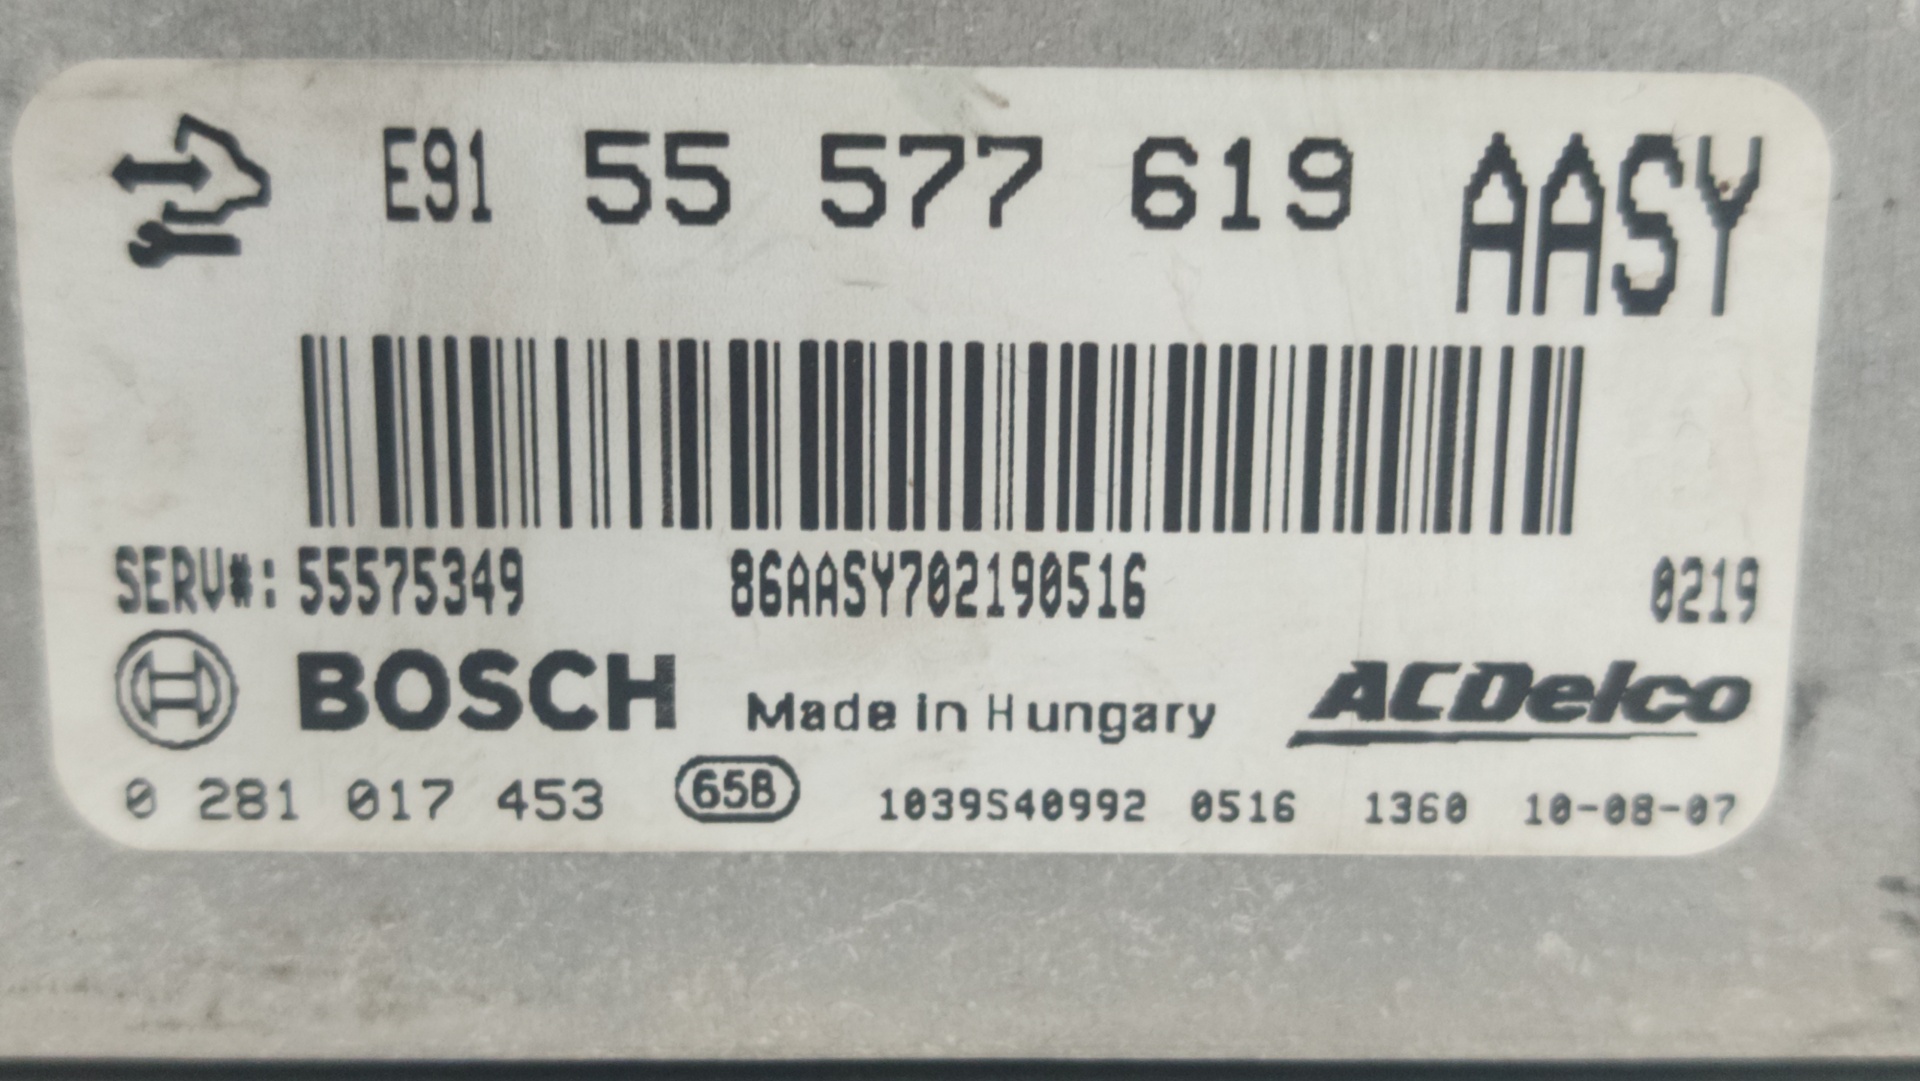 E91 55 577 619 AASY
SERV#: 55575349 86AASY702190516 0219
BOSCH Made in Hungary ACDelco
0 281 017 453 65B 1039S40992 0516 1360 10-08-07